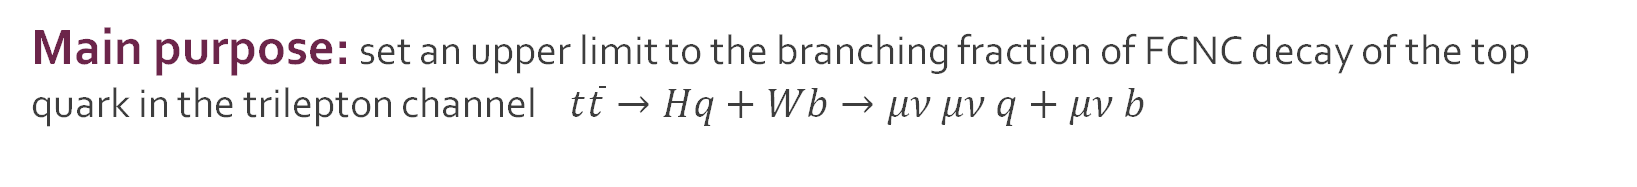 Main purpose: set an upper limit to the branching fraction of FCNC decay of the top
quark in the trilepton channel tt̄ → Hq + Wb → μν μν q + μν b